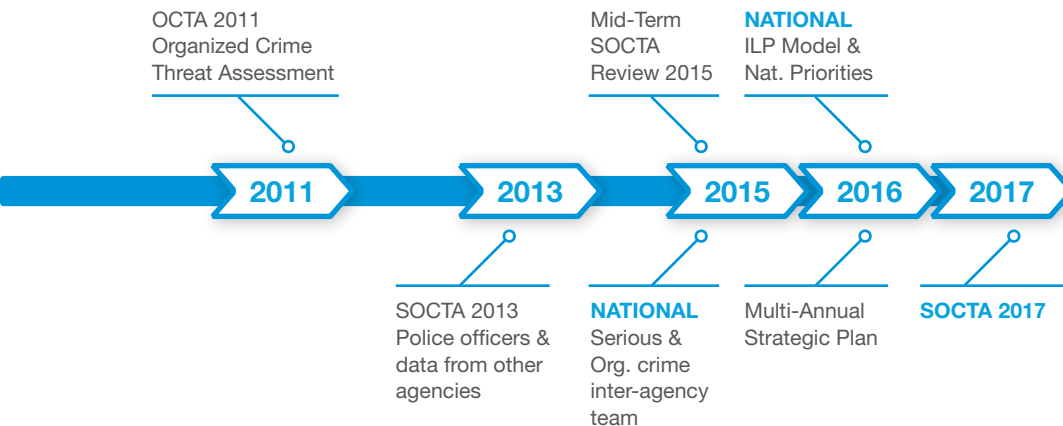 OCTA 2011
Organized Crime
Threat Assessment
Mid-Term
SOCTA
Review 2015
NATIONAL
ILP Model &
Nat. Priorities
2011
2013
2015
2016
2017
SOCTA 2013
Police officers &
data from other
agencies
NATIONAL
Serious &
Org. crime
inter-agency
team
Multi-Annual
Strategic Plan
SOCTA 2017